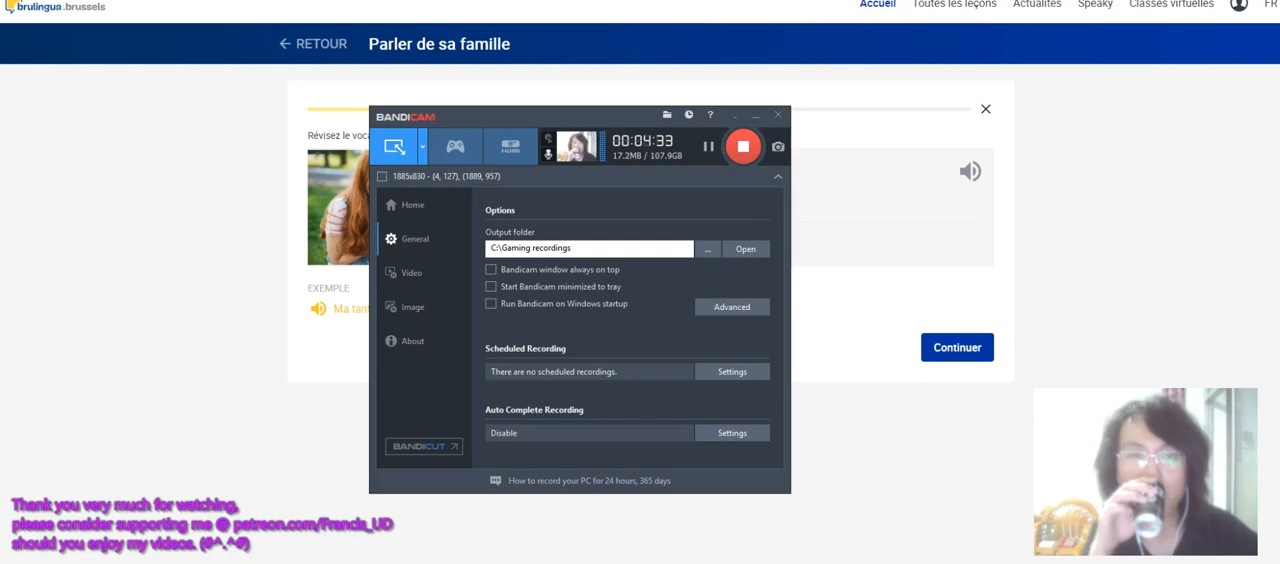 brulingua.brussels
Accueil Toutes les leçons Actualités Speaky Classes virtuelles FR
← RETOUR Parler de sa famille
Révisez le voca
EXEMPLE
Ma tant
Continuer
BANDICAM
?
HDMI
00:04:33
17.2MB / 107.9GB
1885x830 - (4, 127), (1889, 957)
Home
General
Video
Image
About
BANDICUT
Options
Output folder
C:\Gaming recordings
... Open
Bandicam window always on top
Start Bandicam minimized to tray
Run Bandicam on Windows startup
Advanced
Scheduled Recording
There are no scheduled recordings. Settings
Auto Complete Recording
Disable Settings
How to record your PC for 24 hours, 365 days
Thank you very much for watching,
please consider supporting me @ patreon.com/Francis_UD
should you enjoy my videos. (#^.^#)